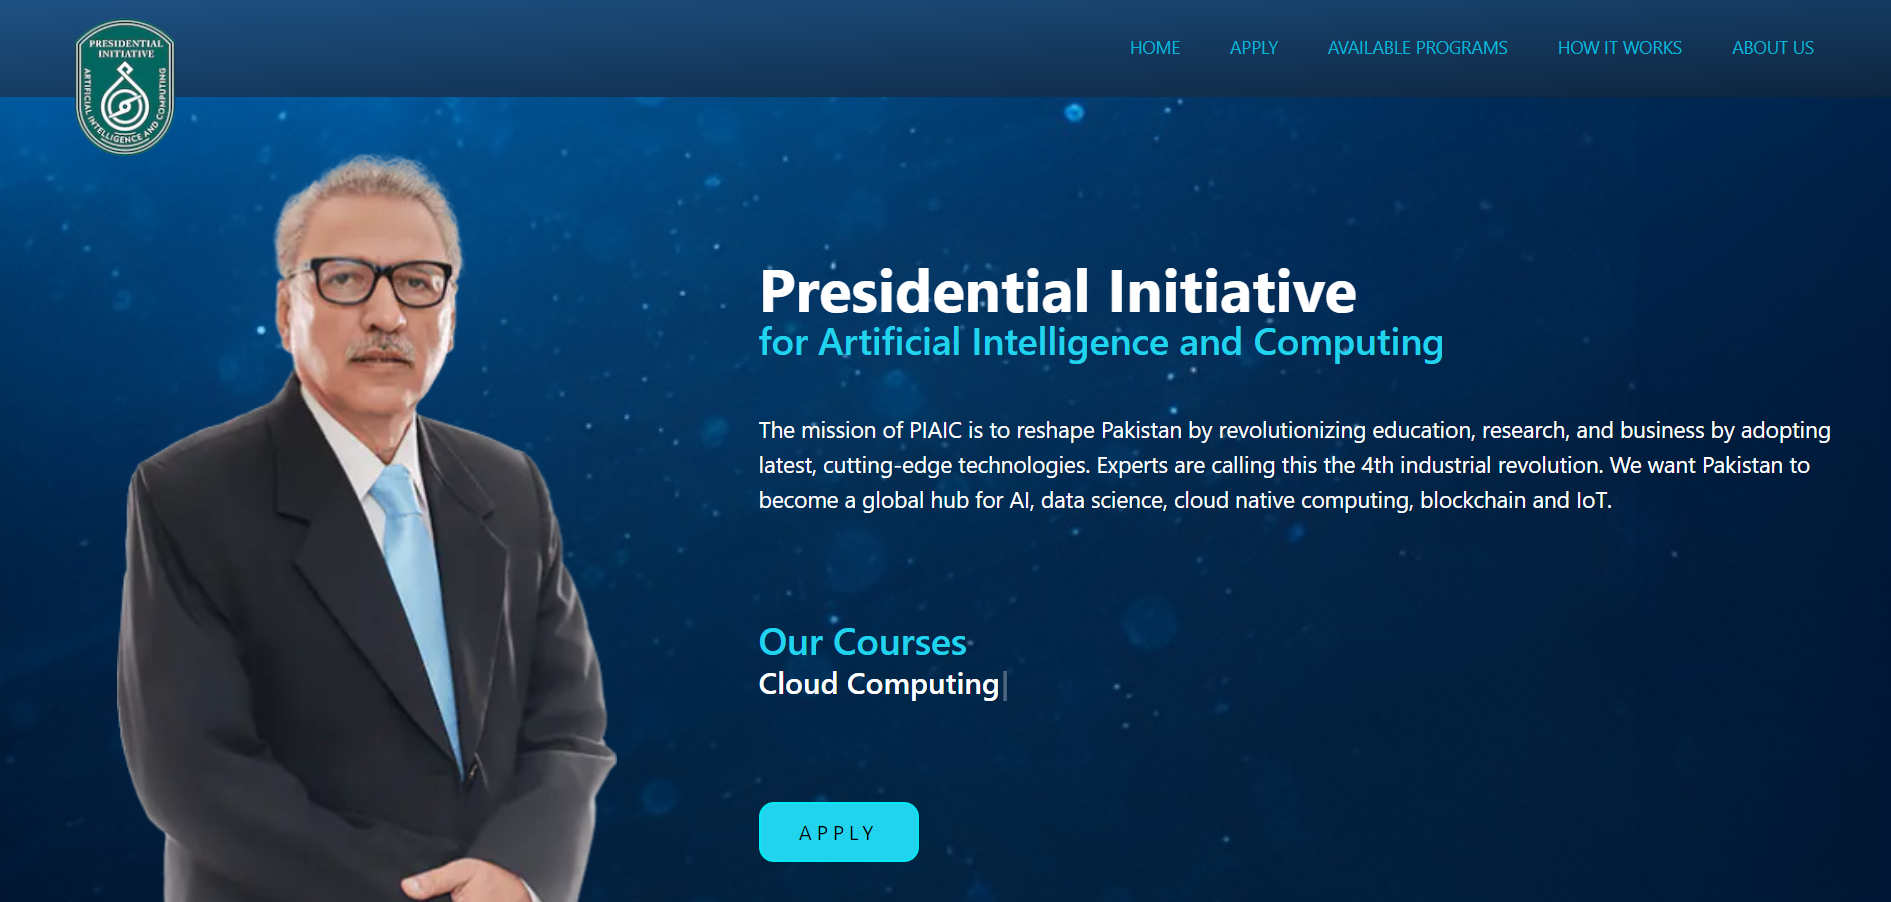 PRESIDENTIAL
INITIATIVE
ARTIFICIAL INTELLIGENCE AND COMPUTING
HOME
APPLY
AVAILABLE PROGRAMS
HOW IT WORKS
ABOUT US
Presidential Initiative
for Artificial Intelligence and Computing
The mission of PIAIC is to reshape Pakistan by revolutionizing education, research, and business by adopting
latest, cutting-edge technologies. Experts are calling this the 4th industrial revolution. We want Pakistan to
become a global hub for AI, data science, cloud native computing, blockchain and IoT.
Our Courses
Cloud Computing|
APPLY